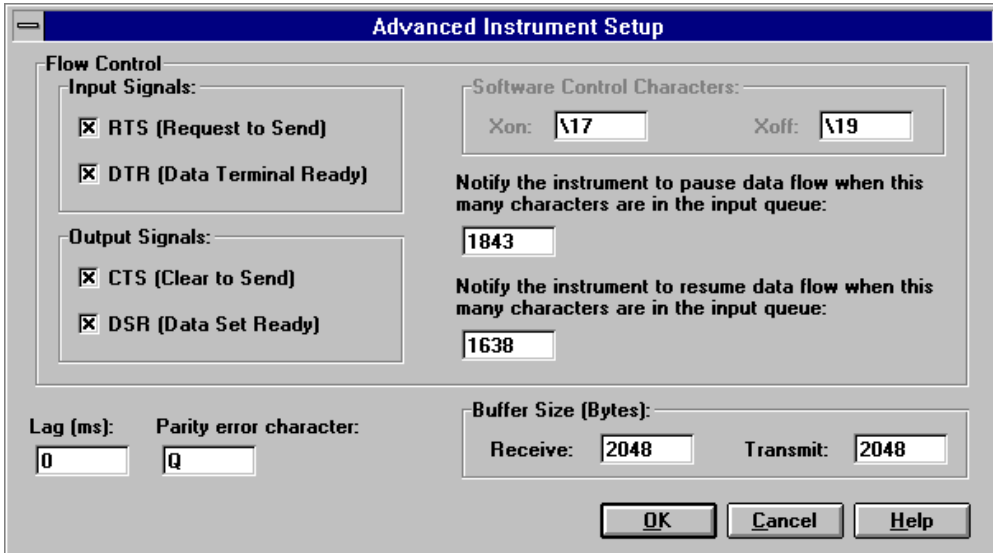 Advanced Instrument Setup
Flow Control
Input Signals:
RTS (Request to Send)
DTR (Data Terminal Ready)
Output Signals:
CTS (Clear to Send)
DSR (Data Set Ready)
Software Control Characters:
Xon: \17 Xoff: \19
Notify the instrument to pause data flow when this
many characters are in the input queue:
1843
Notify the instrument to resume data flow when this
many characters are in the input queue:
1638
Lag (ms): Parity error character:
0 Q
Buffer Size (Bytes):
Receive: 2048 Transmit: 2048
OK Cancel Help